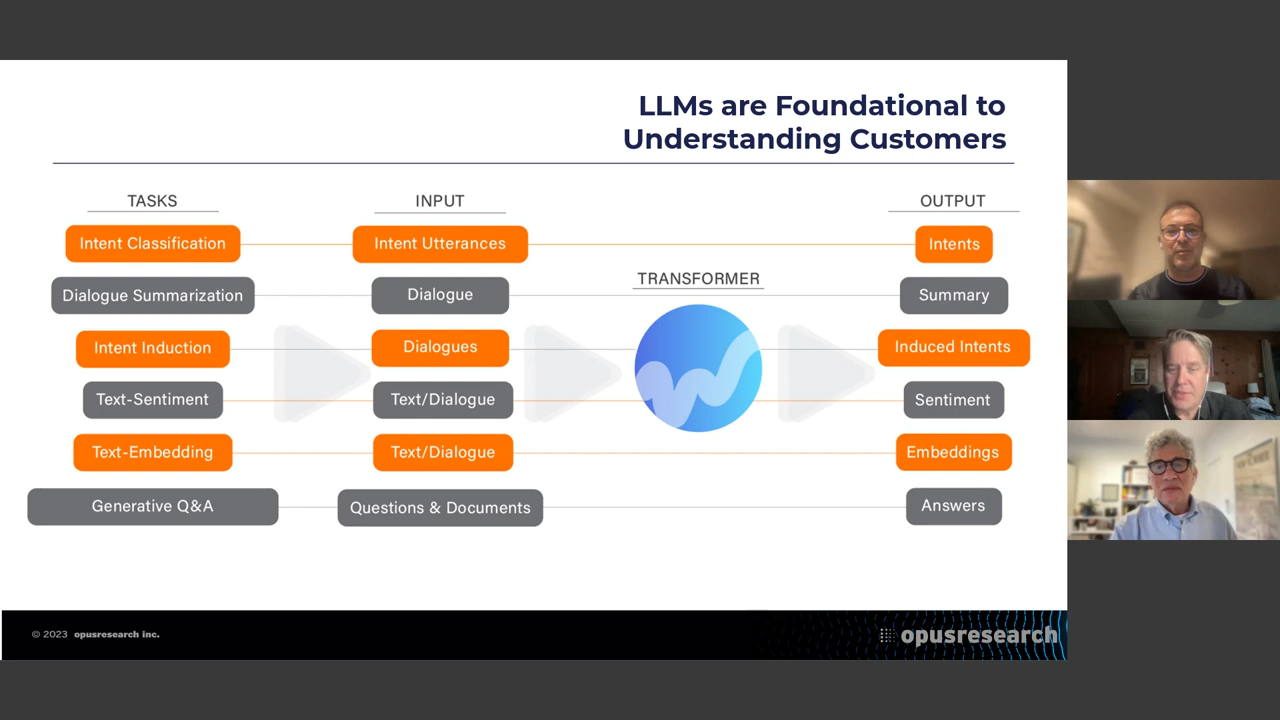 LLMs are Foundational to
Understanding Customers
TASKS
INPUT
OUTPUT
Intent Classification
Intent Utterances
Intents
TRANSFORMER
Dialogue Summarization
Dialogue
Summary
Intent Induction
Dialogues
Induced Intents
Text-Sentiment
Text/Dialogue
Sentiment
Text-Embedding
Text/Dialogue
Embeddings
Generative Q&A
Questions & Documents
Answers
© 2023 opusresearch inc.
opusresearch